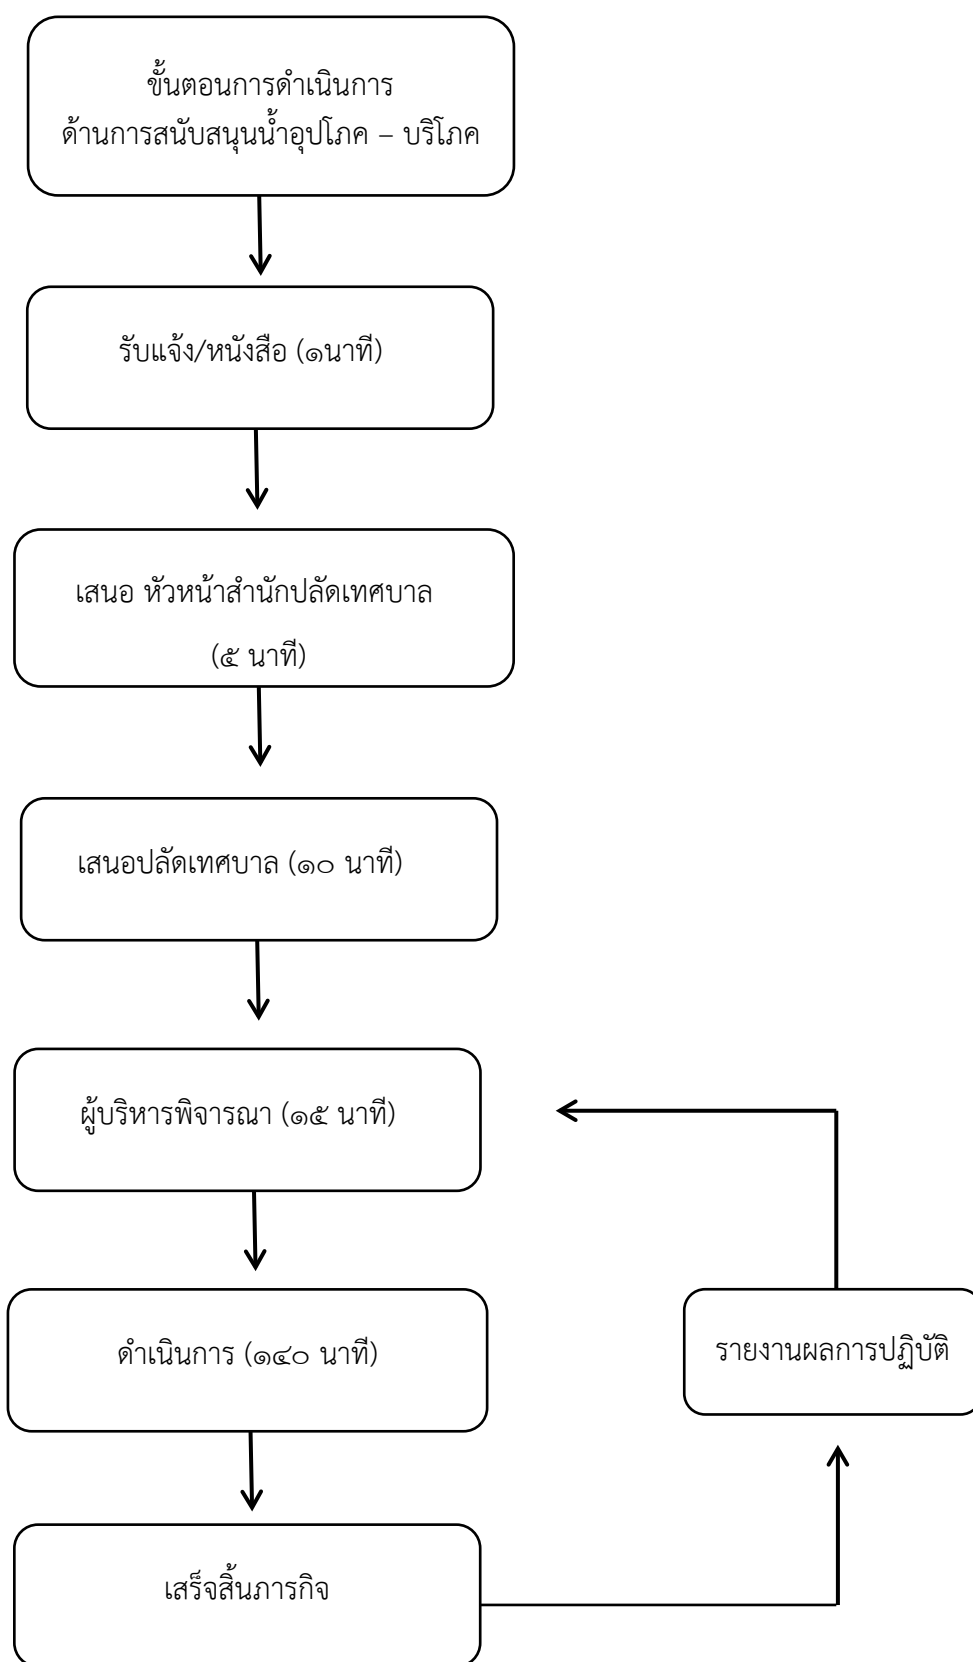 ขั้นตอนการดำเนินการ
ด้านการสนับสนุนน้ำอุปโภค – บริโภค
รับแจ้ง/หนังสือ (๑นาที)
เสนอ หัวหน้าสำนักปลัดเทศบาล
(๕ นาที)
เสนอปลัดเทศบาล (๑๐ นาที)
ผู้บริหารพิจารณา (๑๕ นาที)
ดำเนินการ (๑๔๐ นาที)
รายงานผลการปฏิบัติ
เสร็จสิ้นภารกิจ